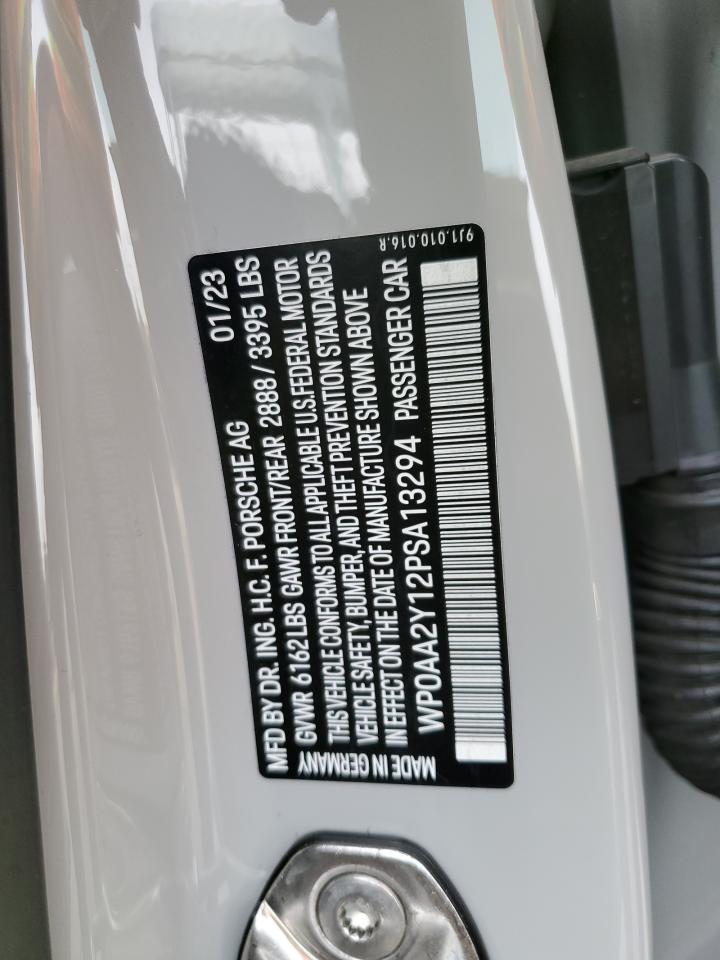 MFD BY DR. ING. H.C. F. PORSCHE AG 01/23
GVWR 6162 LBS GAWR FRONT/REAR 2888 / 3395 LBS
THIS VEHICLE CONFORMS TO ALL APPLICABLE U.S. FEDERAL MOTOR
VEHICLE SAFETY, BUMPER, AND THEFT PREVENTION STANDARDS
IN EFFECT ON THE DATE OF MANUFACTURE SHOWN ABOVE
WP0AA2Y12PSA13294 PASSENGER CAR
MADE IN GERMANY
9J1.010.016.R